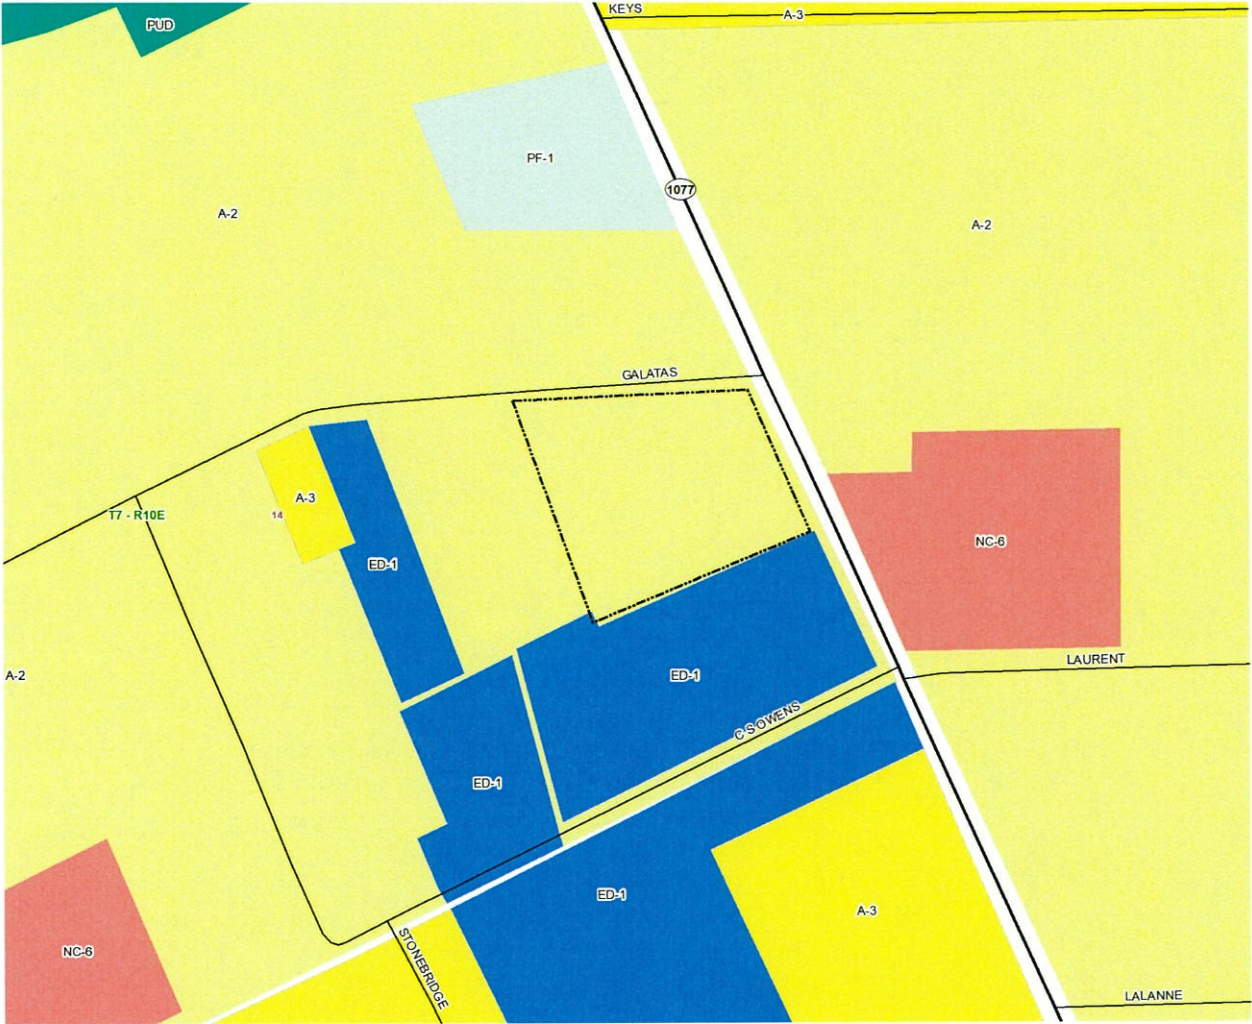 KEYS
A-3
PUD
PF-1
1077
A-2
A-2
GALATAS
A-3
14
T7 - R10E
ED-1
NC-6
LAURENT
A-2
ED-1
C S OWENS
ED-1
ED-1
A-3
NC-6
STONEBRIDGE
LALANNE